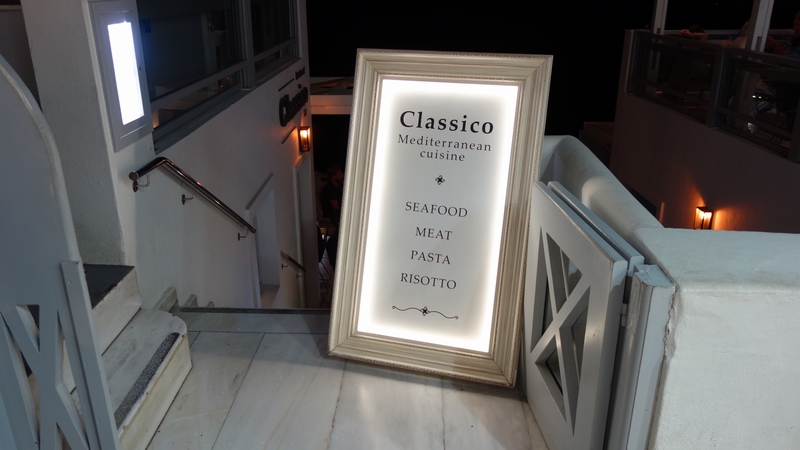 Classico
Mediterranean
cuisine
SEAFOOD
MEAT
PASTA
RISOTTO